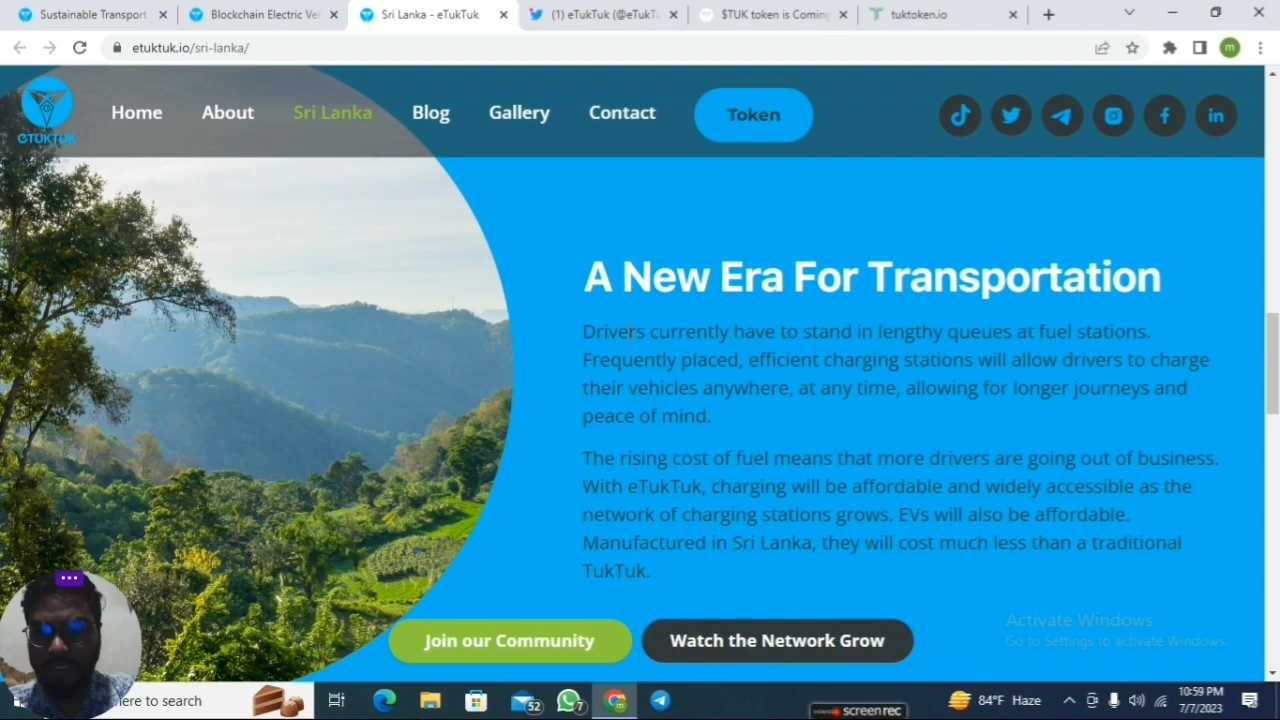 Sustainable Transport
Blockchain Electric Ve
Sri Lanka - eTukTuk
(1) eTukTuk (@eTukTu
$TUK token is Coming
tuktoken.io
etuktuk.io/sri-lanka/
m
Home
About
Sri Lanka
Blog
Gallery
Contact
Token
eTUKTUK
A New Era For Transportation
Drivers currently have to stand in lengthy queues at fuel stations.
Frequently placed, efficient charging stations will allow drivers to charge
their vehicles anywhere, at any time, allowing for longer journeys and
peace of mind.
The rising cost of fuel means that more drivers are going out of business.
With eTukTuk, charging will be affordable and widely accessible as the
network of charging stations grows. EVs will also be affordable.
Manufactured in Sri Lanka, they will cost much less than a traditional
TukTuk.
Join our Community
Watch the Network Grow
Activate Windows
Go to Settings to activate Windows.
here to search
52
7
84°F Haze
10:59 PM
7/7/2023
screenrec